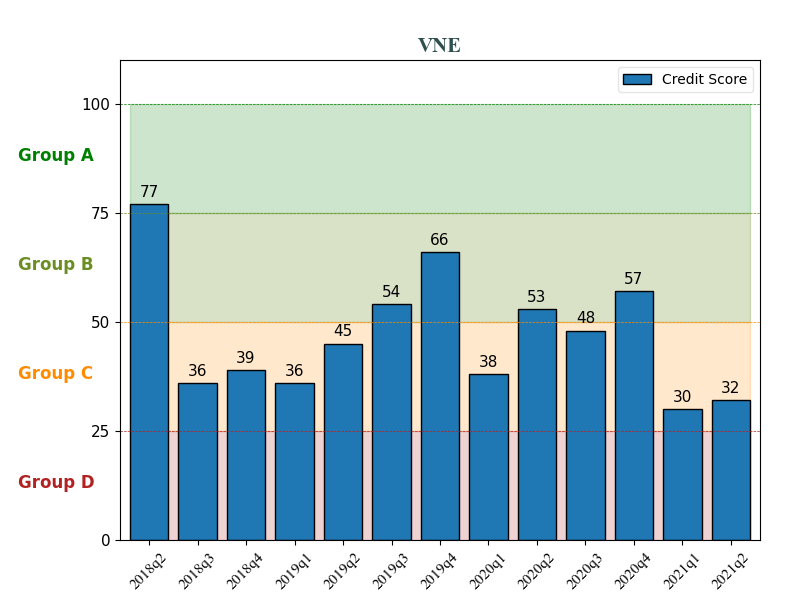 VNE
Credit Score
100
75
50
25
0
Group A
Group B
Group C
Group D
77
36
39
36
45
54
66
38
53
48
57
30
32
2018q2
2018q3
2018q4
2019q1
2019q2
2019q3
2019q4
2020q1
2020q2
2020q3
2020q4
2021q1
2021q2